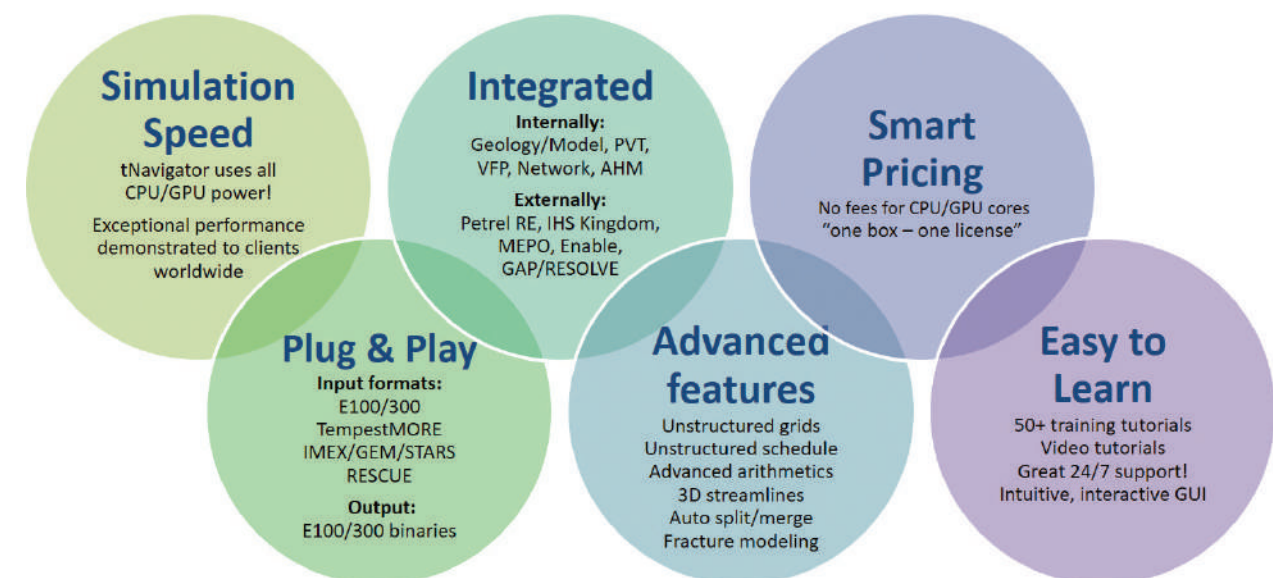 Simulation
Speed
tNavigator uses all
CPU/GPU power!
Exceptional performance
demonstrated to clients
worldwide
Integrated
Internally:
Geology/Model, PVT,
VFP, Network, AHM
Externally:
Petrel RE, IHS Kingdom,
MEPO, Enable,
GAP/RESOLVE
Smart
Pricing
No fees for CPU/GPU cores
“one box – one license”
Plug & Play
Input formats:
E100/300
TempestMORE
IMEX/GEM/STARS
RESCUE
Output:
E100/300 binaries
Advanced
features
Unstructured grids
Unstructured schedule
Advanced arithmetics
3D streamlines
Auto split/merge
Fracture modeling
Easy to
Learn
50+ training tutorials
Video tutorials
Great 24/7 support!
Intuitive, interactive GUI